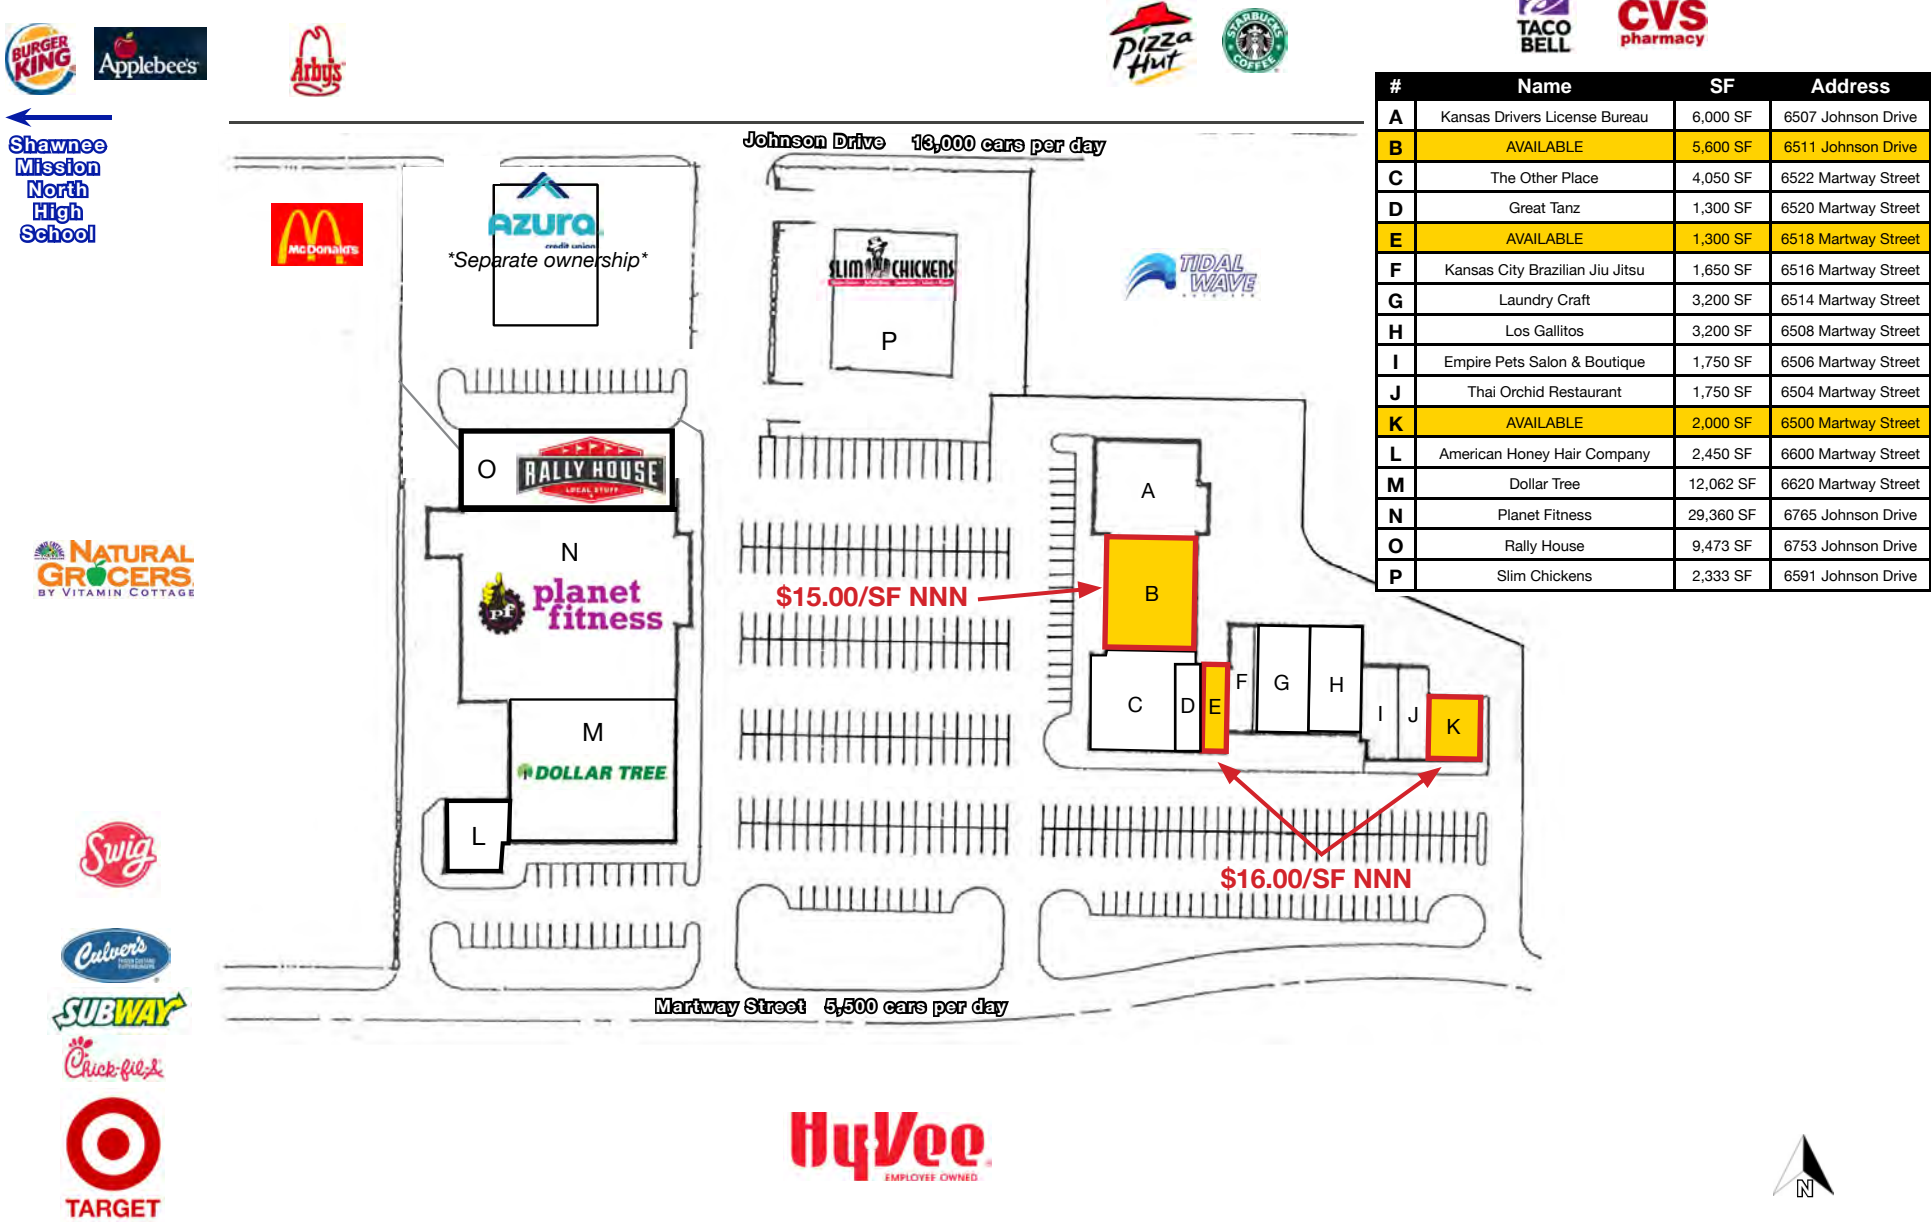 BURGER
KING
Applebee's
Arby's
Pizza
Hut
STARBUCKS
COFFEE
TACO
BELL
CVS
pharmacy
Shawnee
Mission
North
High
School
Johnson Drive 13,000 cars per day
# Name SF Address
A Kansas Drivers License Bureau 6,000 SF 6507 Johnson Drive
B AVAILABLE 5,600 SF 6511 Johnson Drive
C The Other Place 4,050 SF 6522 Martway Street
D Great Tanz 1,300 SF 6520 Martway Street
E AVAILABLE 1,300 SF 6518 Martway Street
F Kansas City Brazilian Jiu Jitsu 1,650 SF 6516 Martway Street
G Laundry Craft 3,200 SF 6514 Martway Street
H Los Gallitos 3,200 SF 6508 Martway Street
I Empire Pets Salon & Boutique 1,750 SF 6506 Martway Street
J Thai Orchid Restaurant 1,750 SF 6504 Martway Street
K AVAILABLE 2,000 SF 6500 Martway Street
L American Honey Hair Company 2,450 SF 6600 Martway Street
M Dollar Tree 12,062 SF 6620 Martway Street
N Planet Fitness 29,360 SF 6765 Johnson Drive
O Rally House 9,473 SF 6753 Johnson Drive
P Slim Chickens 2,333 SF 6591 Johnson Drive
McDonald's
azura
credit union
*Separate ownership*
SLIM CHICKENS
P
TIDAL
WAVE
AUTO SPA
O
RALLY HOUSE
LOCAL STUFF
N
pf
planet
fitness
NATURAL
GROCERS
BY VITAMIN COTTAGE
A
$15.00/SF NNN
B
C
D
E
F
G
H
I
J
K
M
DOLLAR TREE
L
$16.00/SF NNN
Swig
Culver's
SUBWAY
Chick-fil-A
TARGET
Martway Street 5,500 cars per day
HyVee
EMPLOYEE OWNED
N